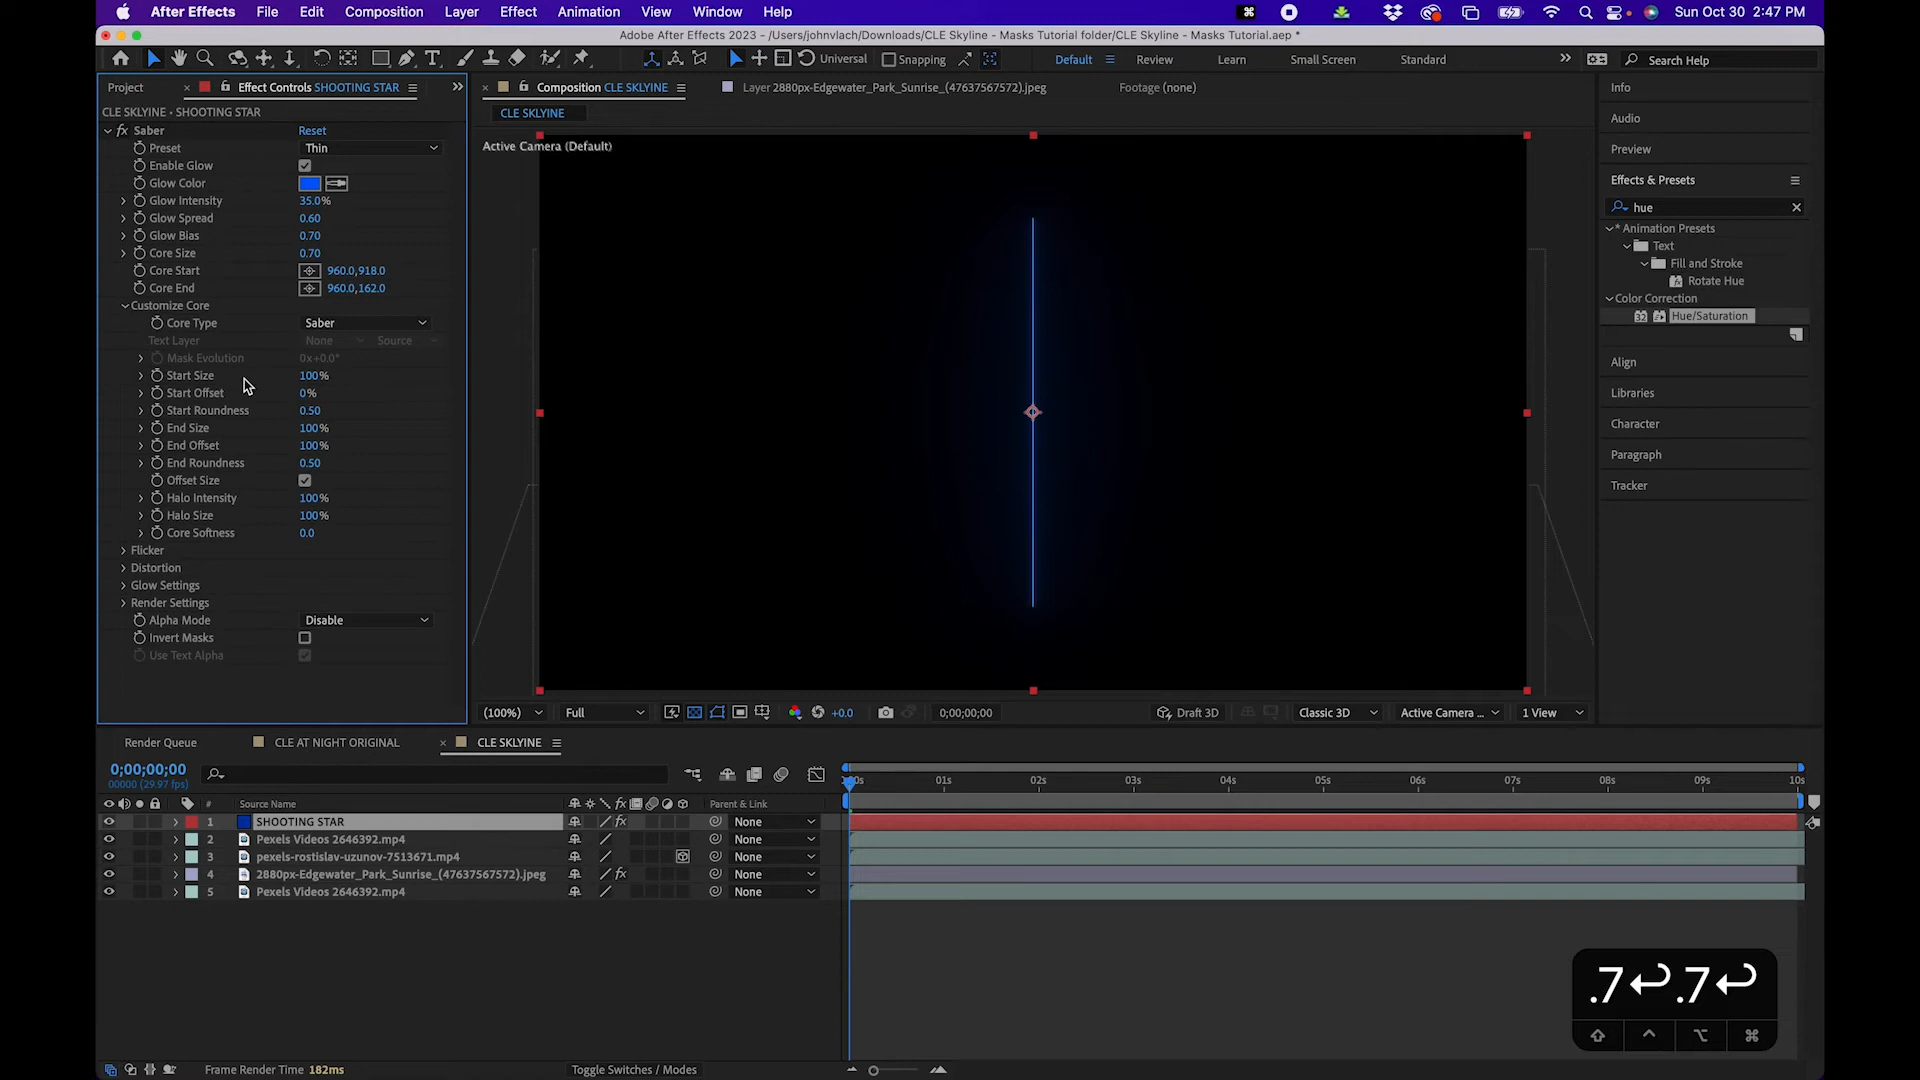 After Effects File Edit Composition Layer Effect Animation View Window Help Sun Oct 30 2:47 PM
Adobe After Effects 2023 - /Users/johnvlach/Downloads/CLE Skyline - Masks Tutorial folder/CLE Skyline - Masks Tutorial.aep *
Universal Snapping Default Review Learn Small Screen Standard Search Help
Project Effect Controls SHOOTING STAR Composition CLE SKLYINE Layer 2880px-Edgewater_Park_Sunrise_(47637567572).jpeg Footage (none)
CLE SKLYINE • SHOOTING STAR
CLE SKLYINE
fx Saber Reset
Active Camera (Default)
Preset Thin
Enable Glow
Glow Color
Glow Intensity 35.0%
Glow Spread 0.60
Glow Bias 0.70
Core Size 0.70
Core Start 960.0,918.0
Core End 960.0,162.0
Customize Core
Core Type Saber
Text Layer None Source
Mask Evolution 0x+0.0°
Start Size 100%
Start Offset 0%
Start Roundness 0.50
End Size 100%
End Offset 100%
End Roundness 0.50
Offset Size
Halo Intensity 100%
Halo Size 100%
Core Softness 0.0
Flicker
Distortion
Glow Settings
Render Settings
Alpha Mode Disable
Invert Masks
Use Text Alpha
Info
Audio
Preview
Effects & Presets
hue
* Animation Presets
Text
Fill and Stroke
Rotate Hue
Color Correction
32 Hue/Saturation
Align
Libraries
Character
Paragraph
Tracker
(100%) Full +0.0 0;00;00;00 Draft 3D Classic 3D Active Camera ... 1 View
Render Queue CLE AT NIGHT ORIGINAL CLE SKLYINE
0;00;00;00
00000 (29.97 fps)
01s 02s 03s 04s 05s 06s 07s 08s 09s 10s
# Source Name fx Parent & Link
1 SHOOTING STAR fx None
2 Pexels Videos 2646392.mp4 None
3 pexels-rostislav-uzunov-7513671.mp4 None
4 2880px-Edgewater_Park_Sunrise_(47637567572).jpeg fx None
5 Pexels Videos 2646392.mp4 None
.7↩.7↩
⇧ ⌃ ⌥ ⌘
Frame Render Time 182ms Toggle Switches / Modes